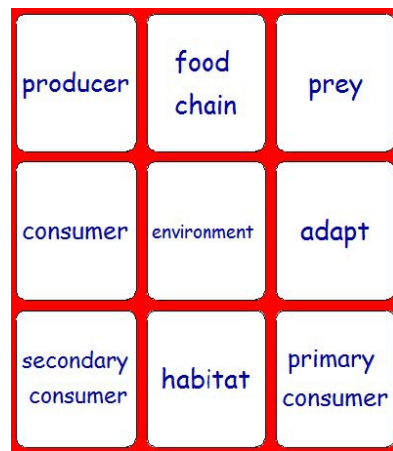 producer
food
chain
prey
consumer
environment
adapt
secondary
consumer
habitat
primary
consumer